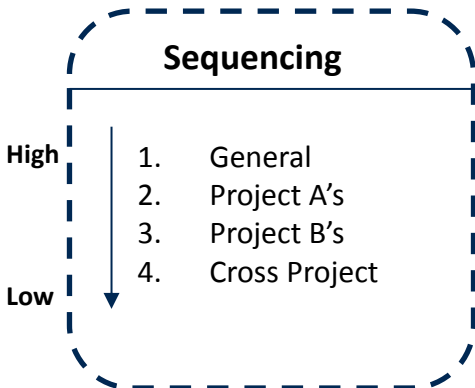 Sequencing
High
1. General
2. Project A’s
3. Project B’s
4. Cross Project
Low